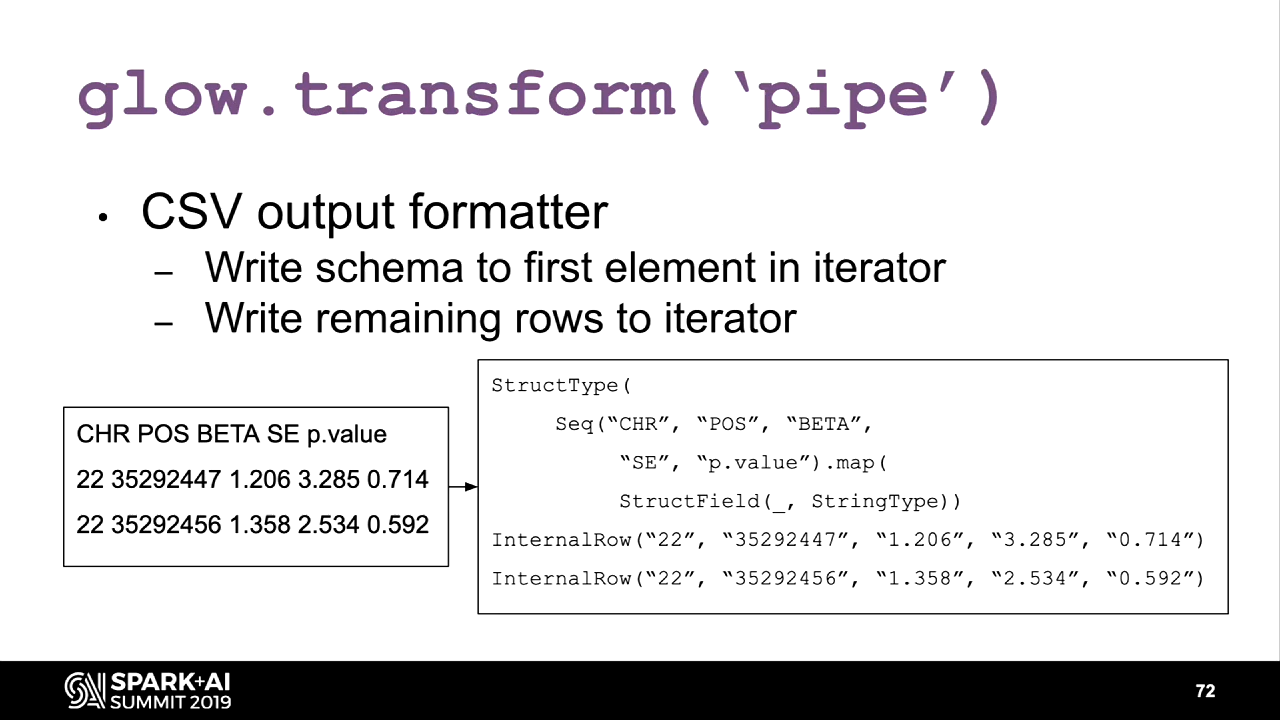 glow.transform(‘pipe’)
• CSV output formatter
– Write schema to first element in iterator
– Write remaining rows to iterator
CHR POS BETA SE p.value
22 35292447 1.206 3.285 0.714
22 35292456 1.358 2.534 0.592
StructType(
Seq(“CHR”, “POS”, “BETA”,
“SE”, “p.value”).map(
StructField(_, StringType))
InternalRow(“22”, “35292447”, “1.206”, “3.285”, “0.714”)
InternalRow(“22”, “35292456”, “1.358”, “2.534”, “0.592”)
SPARK+AI
SUMMIT 2019
72